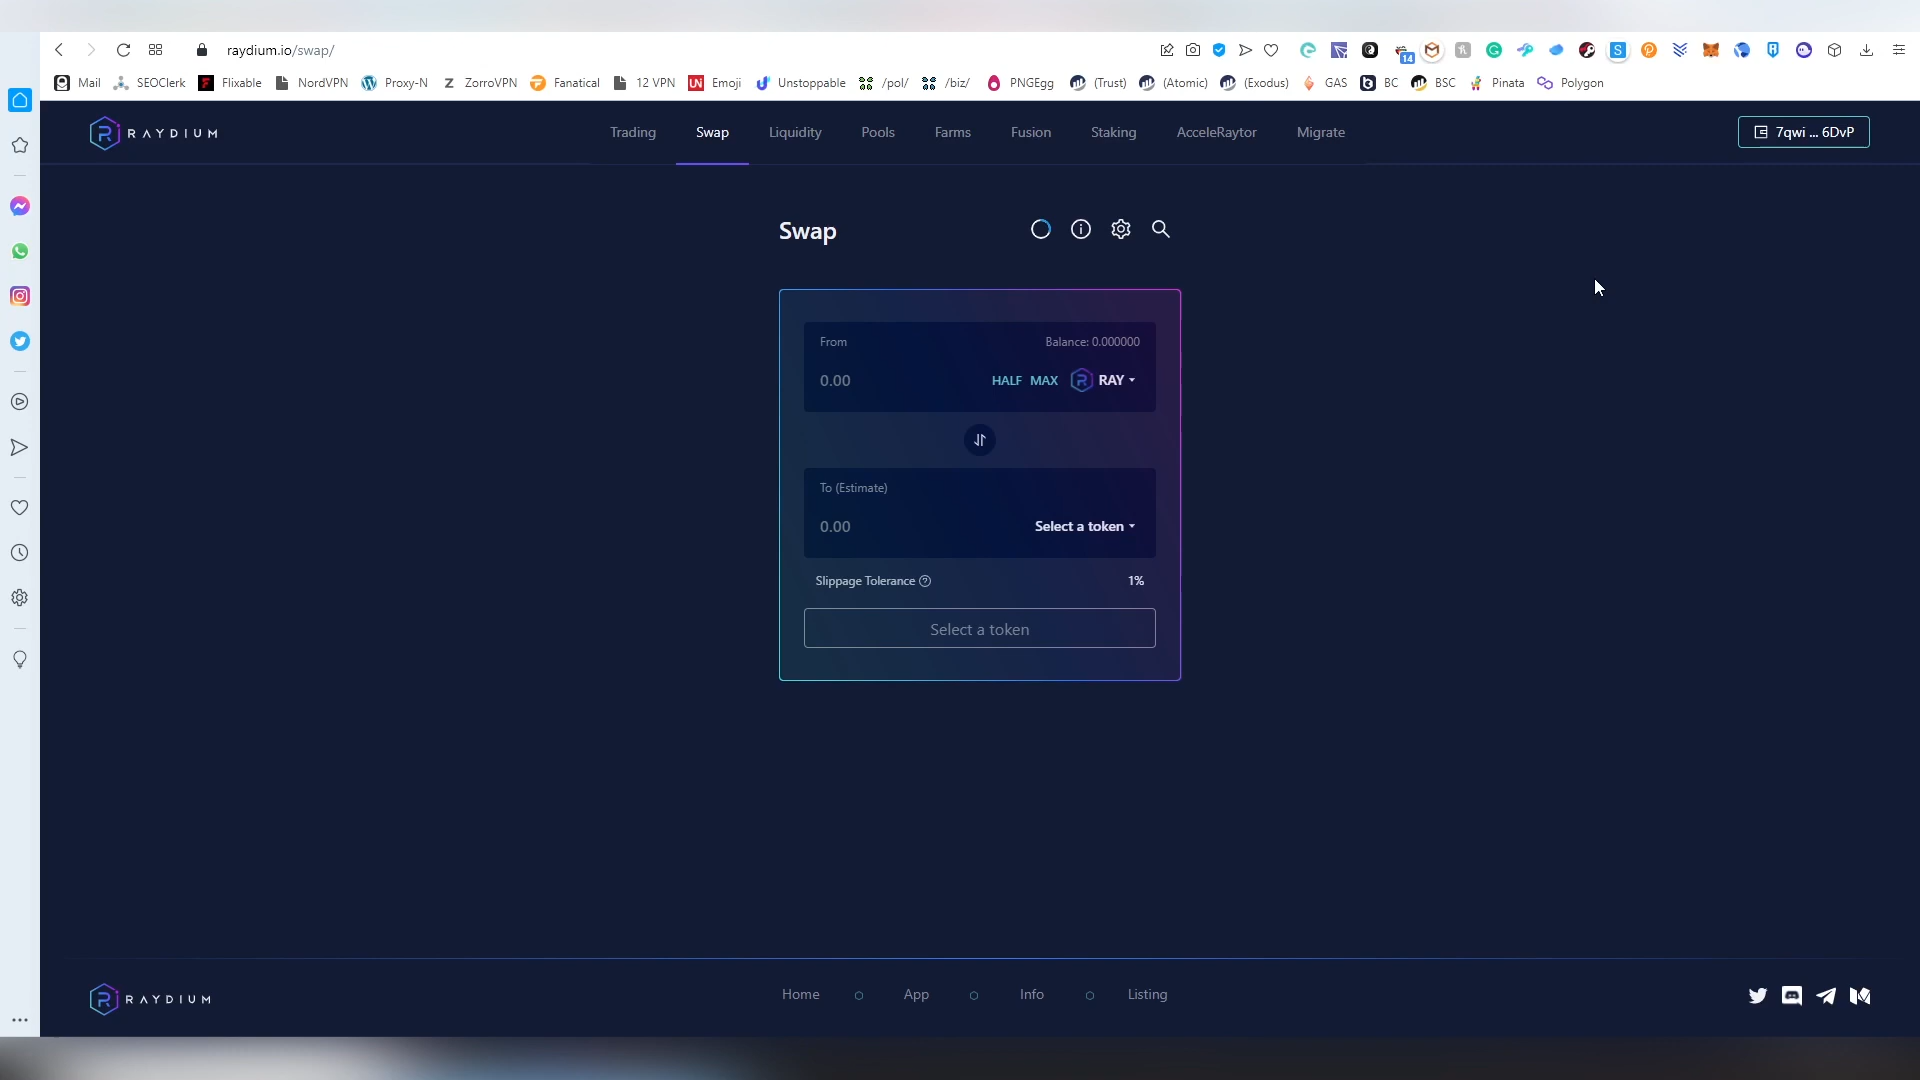 raydium.io/swap/
14
Mail SEOClerk Flixable NordVPN Proxy-N ZorroVPN Fanatical 12 VPN Emoji Unstoppable /pol/ /biz/ PNGEgg (Trust) (Atomic) (Exodus) GAS BC BSC Pinata Polygon
RAYDIUM Trading Swap Liquidity Pools Farms Fusion Staking AcceleRaytor Migrate 7qwi ... 6DvP
Swap
From Balance: 0.000000
0.00 HALF MAX RAY
To (Estimate)
0.00 Select a token
Slippage Tolerance 1%
Select a token
RAYDIUM Home App Info Listing